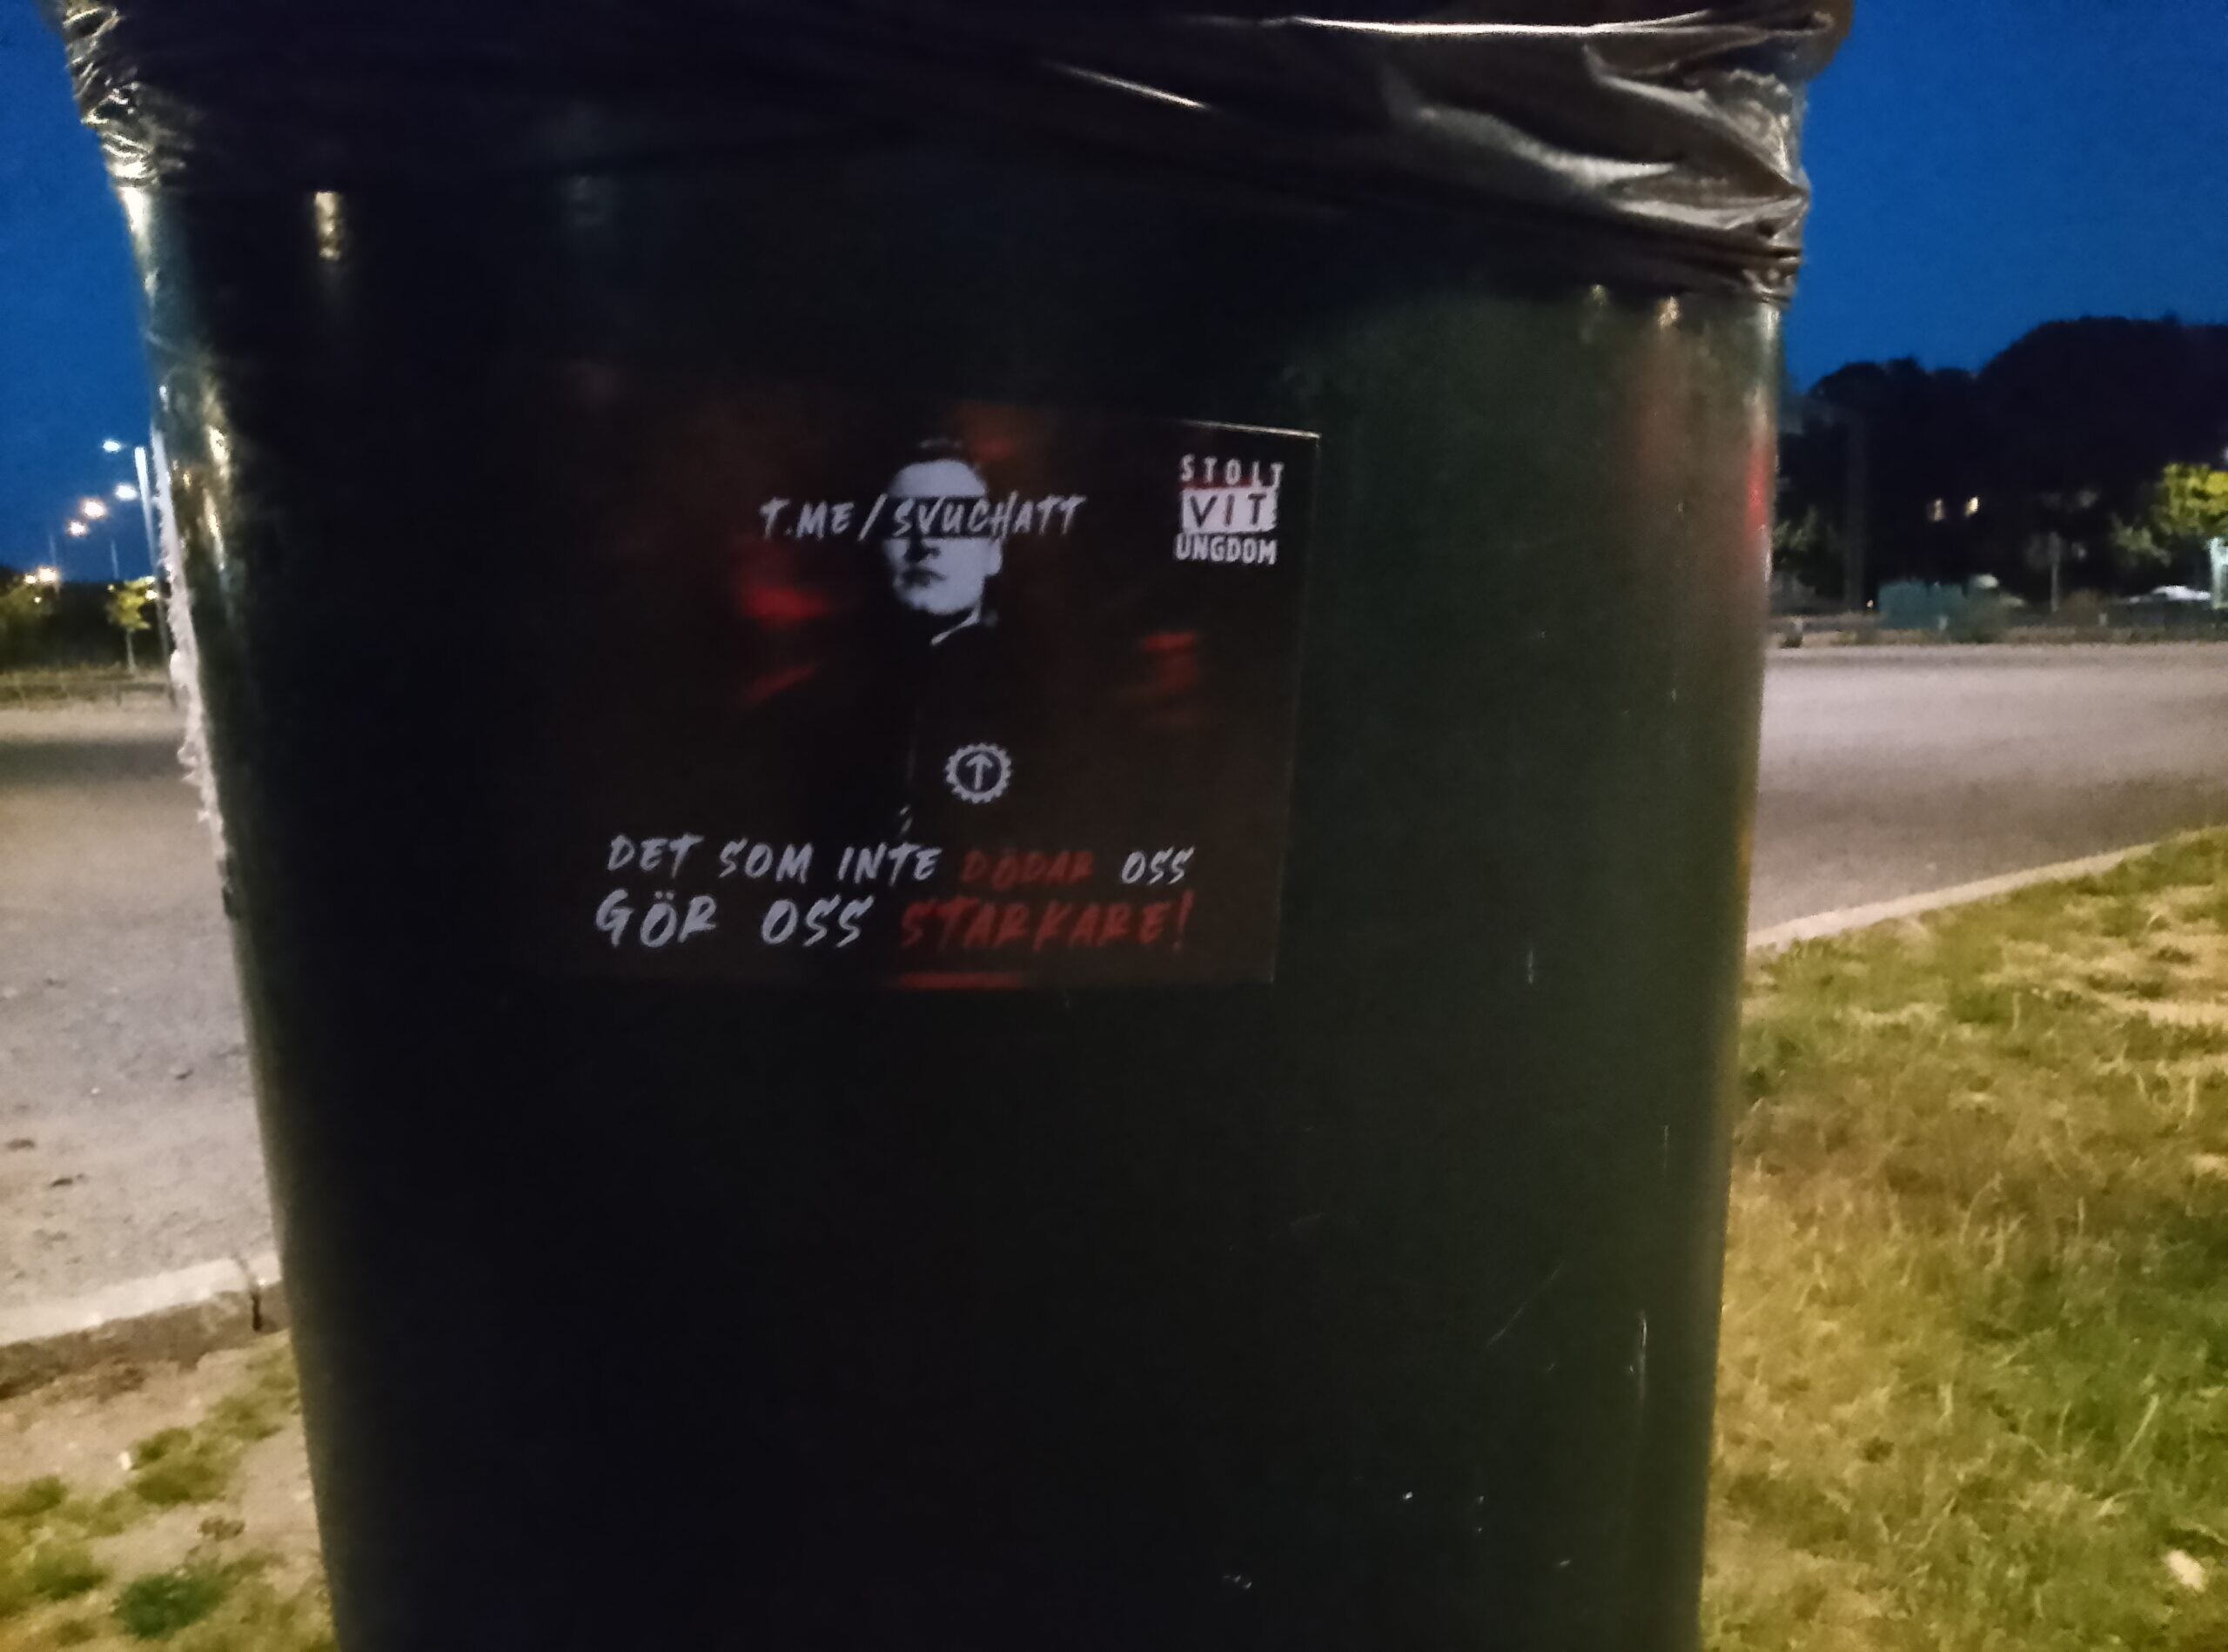 T.ME/SVUCHATT
STOLT
VIT
UNGDOM
DET SOM INTE DÖDAR OSS
GÖR OSS STARKARE!